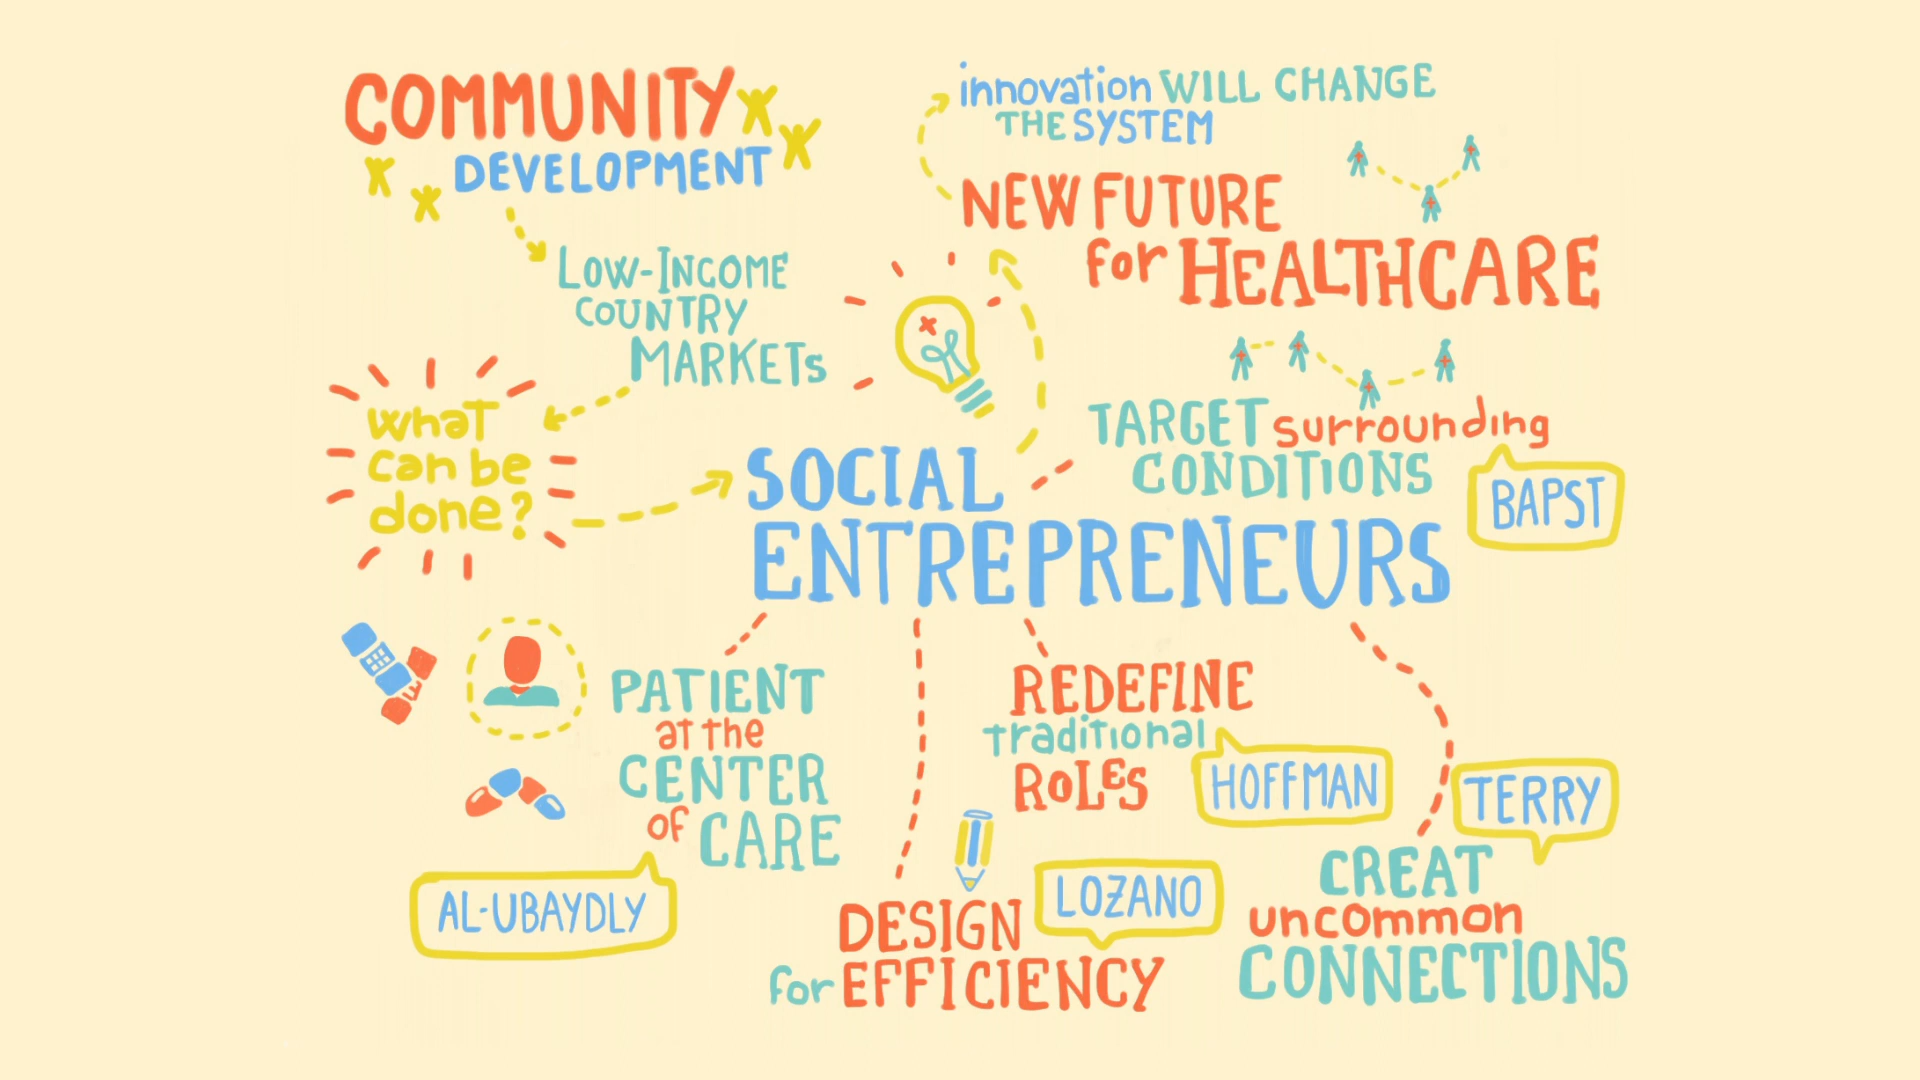 COMMUNITY
DEVELOPMENT
LOW-INCOME
COUNTRY
MARKETS
what
can be
done?
innovation WILL CHANGE
THE SYSTEM
NEW FUTURE
for HEALTHCARE
SOCIAL
ENTREPRENEURS
TARGET surrounding
CONDITIONS
BAPST
PATIENT
at the
CENTER
of CARE
AL-UBAYDLY
DESIGN
for EFFICIENCY
LOZANO
REDEFINE
traditional
ROLES
HOFFMAN
TERRY
CREAT
uncommon
CONNECTIONS